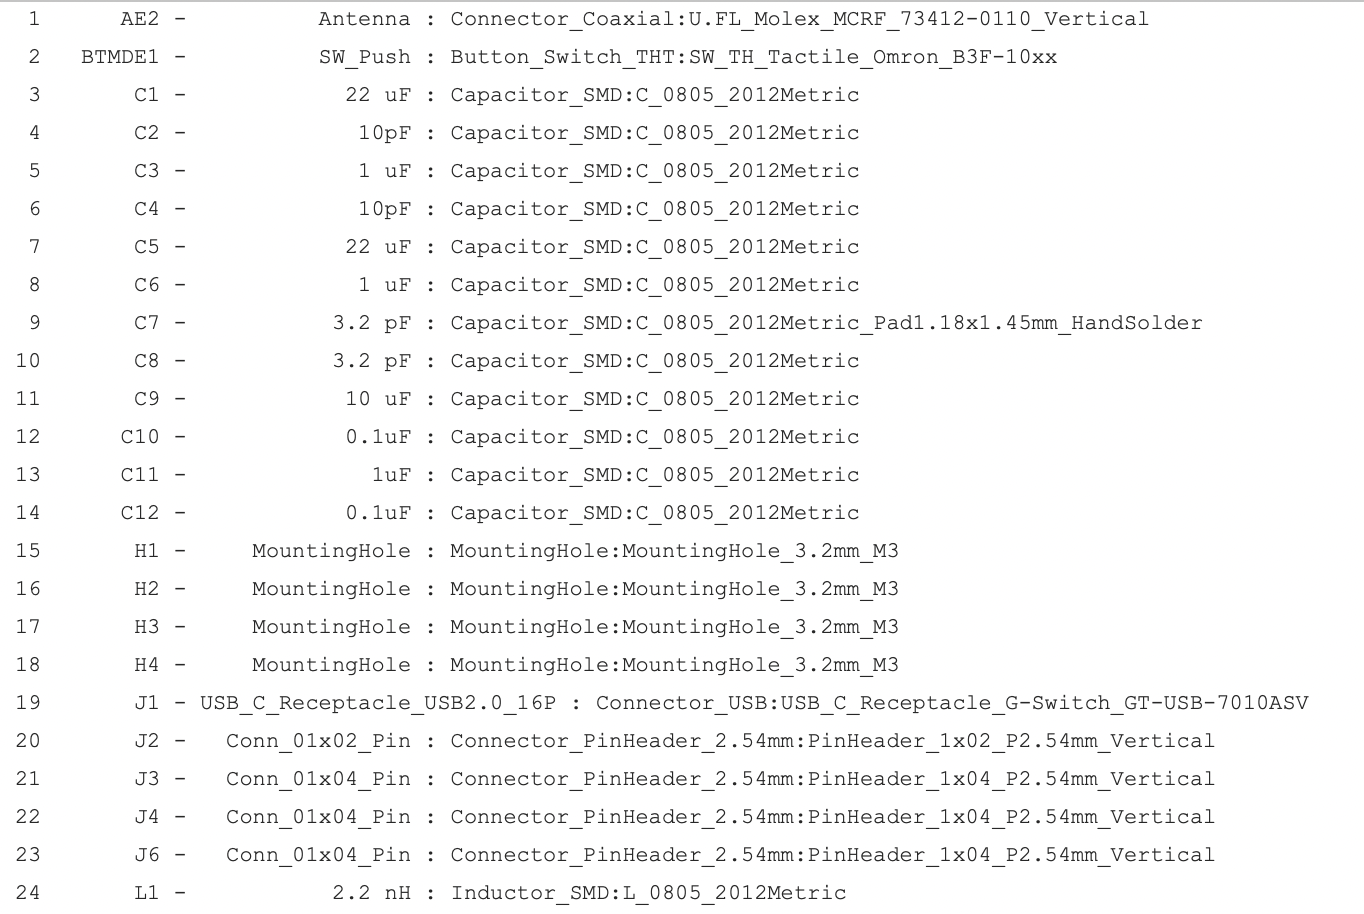 1 AE2 - Antenna : Connector_Coaxial:U.FL_Molex_MCRF_73412-0110_Vertical
2 BTMDE1 - SW_Push : Button_Switch_THT:SW_TH_Tactile_Omron_B3F-10xx
3 C1 - 22 uF : Capacitor_SMD:C_0805_2012Metric
4 C2 - 10pF : Capacitor_SMD:C_0805_2012Metric
5 C3 - 1 uF : Capacitor_SMD:C_0805_2012Metric
6 C4 - 10pF : Capacitor_SMD:C_0805_2012Metric
7 C5 - 22 uF : Capacitor_SMD:C_0805_2012Metric
8 C6 - 1 uF : Capacitor_SMD:C_0805_2012Metric
9 C7 - 3.2 pF : Capacitor_SMD:C_0805_2012Metric_Pad1.18x1.45mm_HandSolder
10 C8 - 3.2 pF : Capacitor_SMD:C_0805_2012Metric
11 C9 - 10 uF : Capacitor_SMD:C_0805_2012Metric
12 C10 - 0.1uF : Capacitor_SMD:C_0805_2012Metric
13 C11 - 1uF : Capacitor_SMD:C_0805_2012Metric
14 C12 - 0.1uF : Capacitor_SMD:C_0805_2012Metric
15 H1 - MountingHole : MountingHole:MountingHole_3.2mm_M3
16 H2 - MountingHole : MountingHole:MountingHole_3.2mm_M3
17 H3 - MountingHole : MountingHole:MountingHole_3.2mm_M3
18 H4 - MountingHole : MountingHole:MountingHole_3.2mm_M3
19 J1 - USB_C_Receptacle_USB2.0_16P : Connector_USB:USB_C_Receptacle_G-Switch_GT-USB-7010ASV
20 J2 - Conn_01x02_Pin : Connector_PinHeader_2.54mm:PinHeader_1x02_P2.54mm_Vertical
21 J3 - Conn_01x04_Pin : Connector_PinHeader_2.54mm:PinHeader_1x04_P2.54mm_Vertical
22 J4 - Conn_01x04_Pin : Connector_PinHeader_2.54mm:PinHeader_1x04_P2.54mm_Vertical
23 J6 - Conn_01x04_Pin : Connector_PinHeader_2.54mm:PinHeader_1x04_P2.54mm_Vertical
24 L1 - 2.2 nH : Inductor_SMD:L_0805_2012Metric